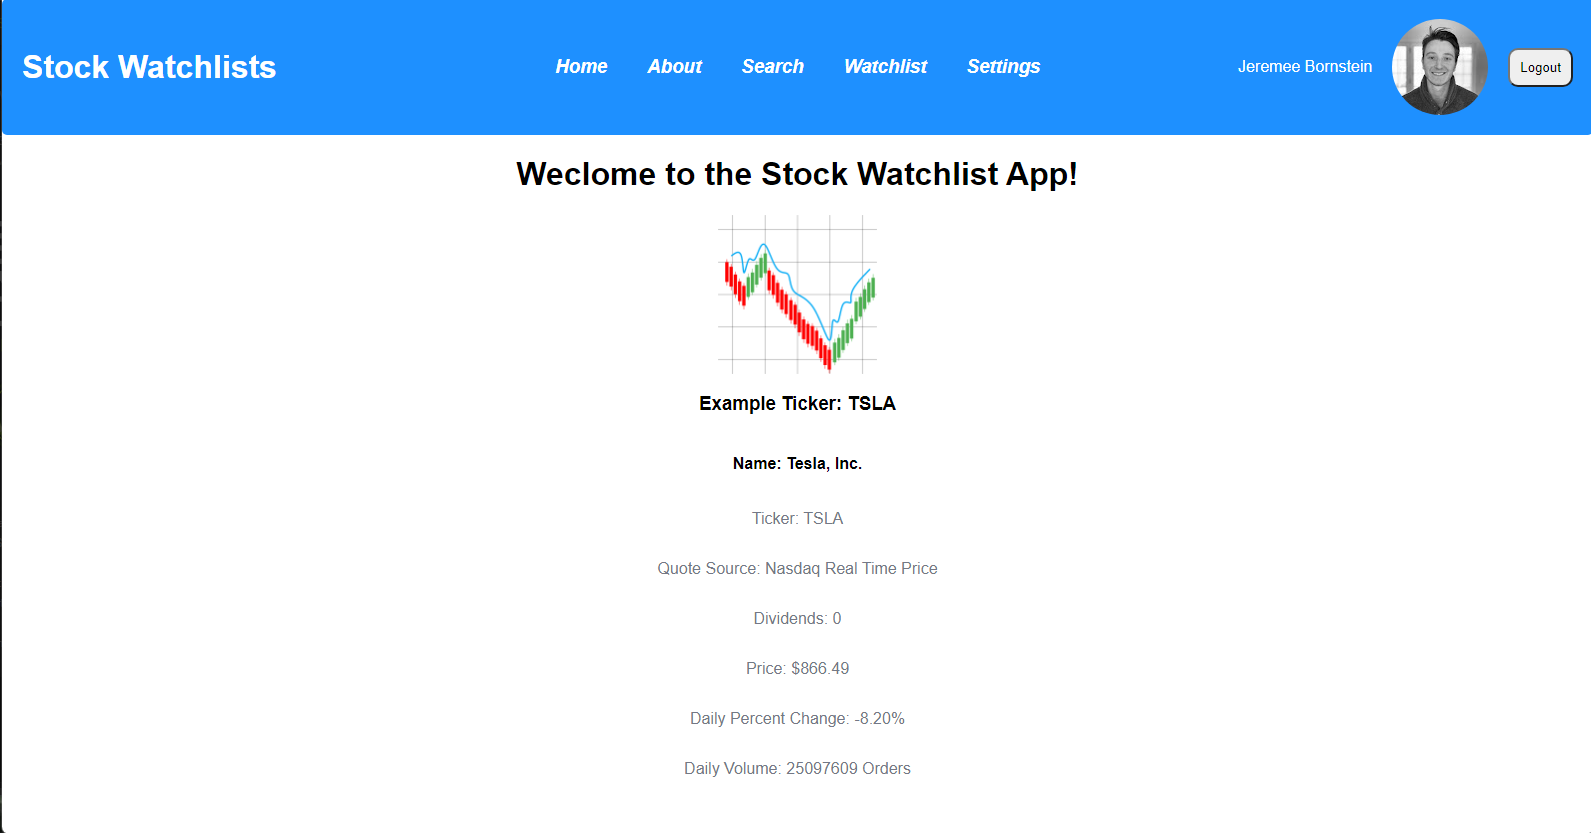 Stock Watchlists
Home About Search Watchlist Settings
Jeremee Bornstein
Logout
Weclome to the Stock Watchlist App!
Example Ticker: TSLA
Name: Tesla, Inc.
Ticker: TSLA
Quote Source: Nasdaq Real Time Price
Dividends: 0
Price: $866.49
Daily Percent Change: -8.20%
Daily Volume: 25097609 Orders